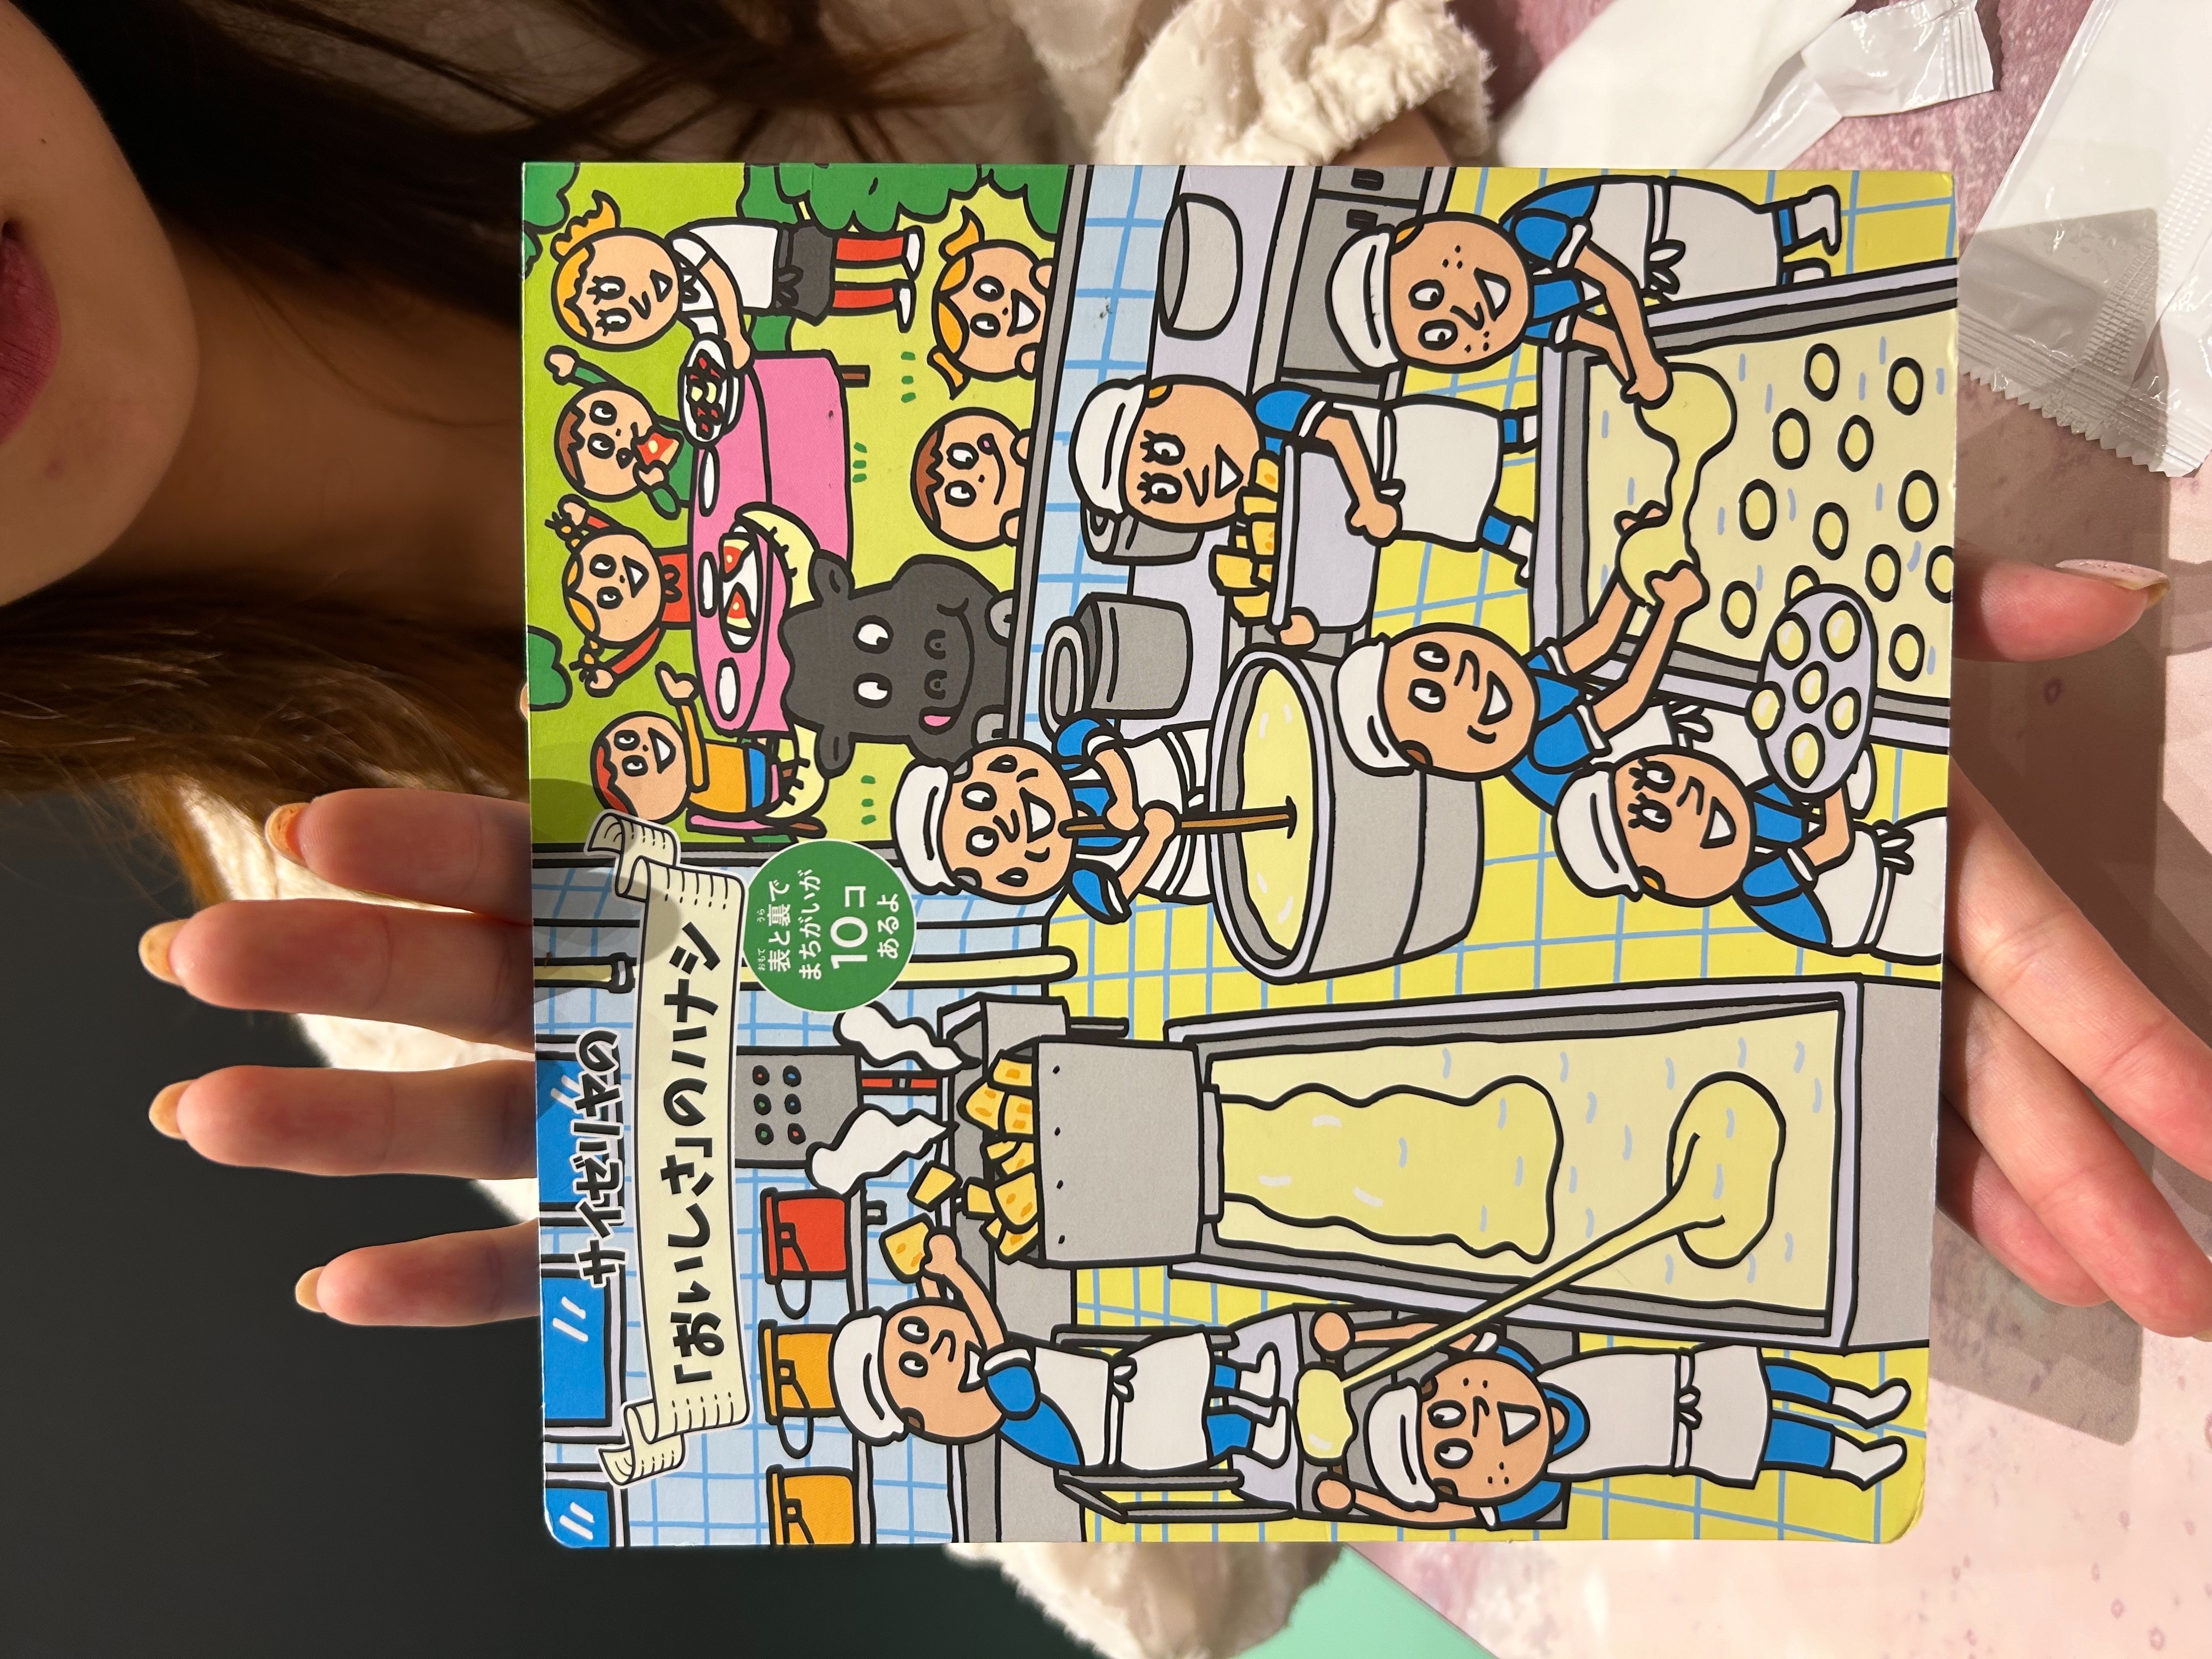 サイゼリヤの
「おいしさ」のハナシ
おもて うら
表と裏で
まちがいが
10コ
あるよ